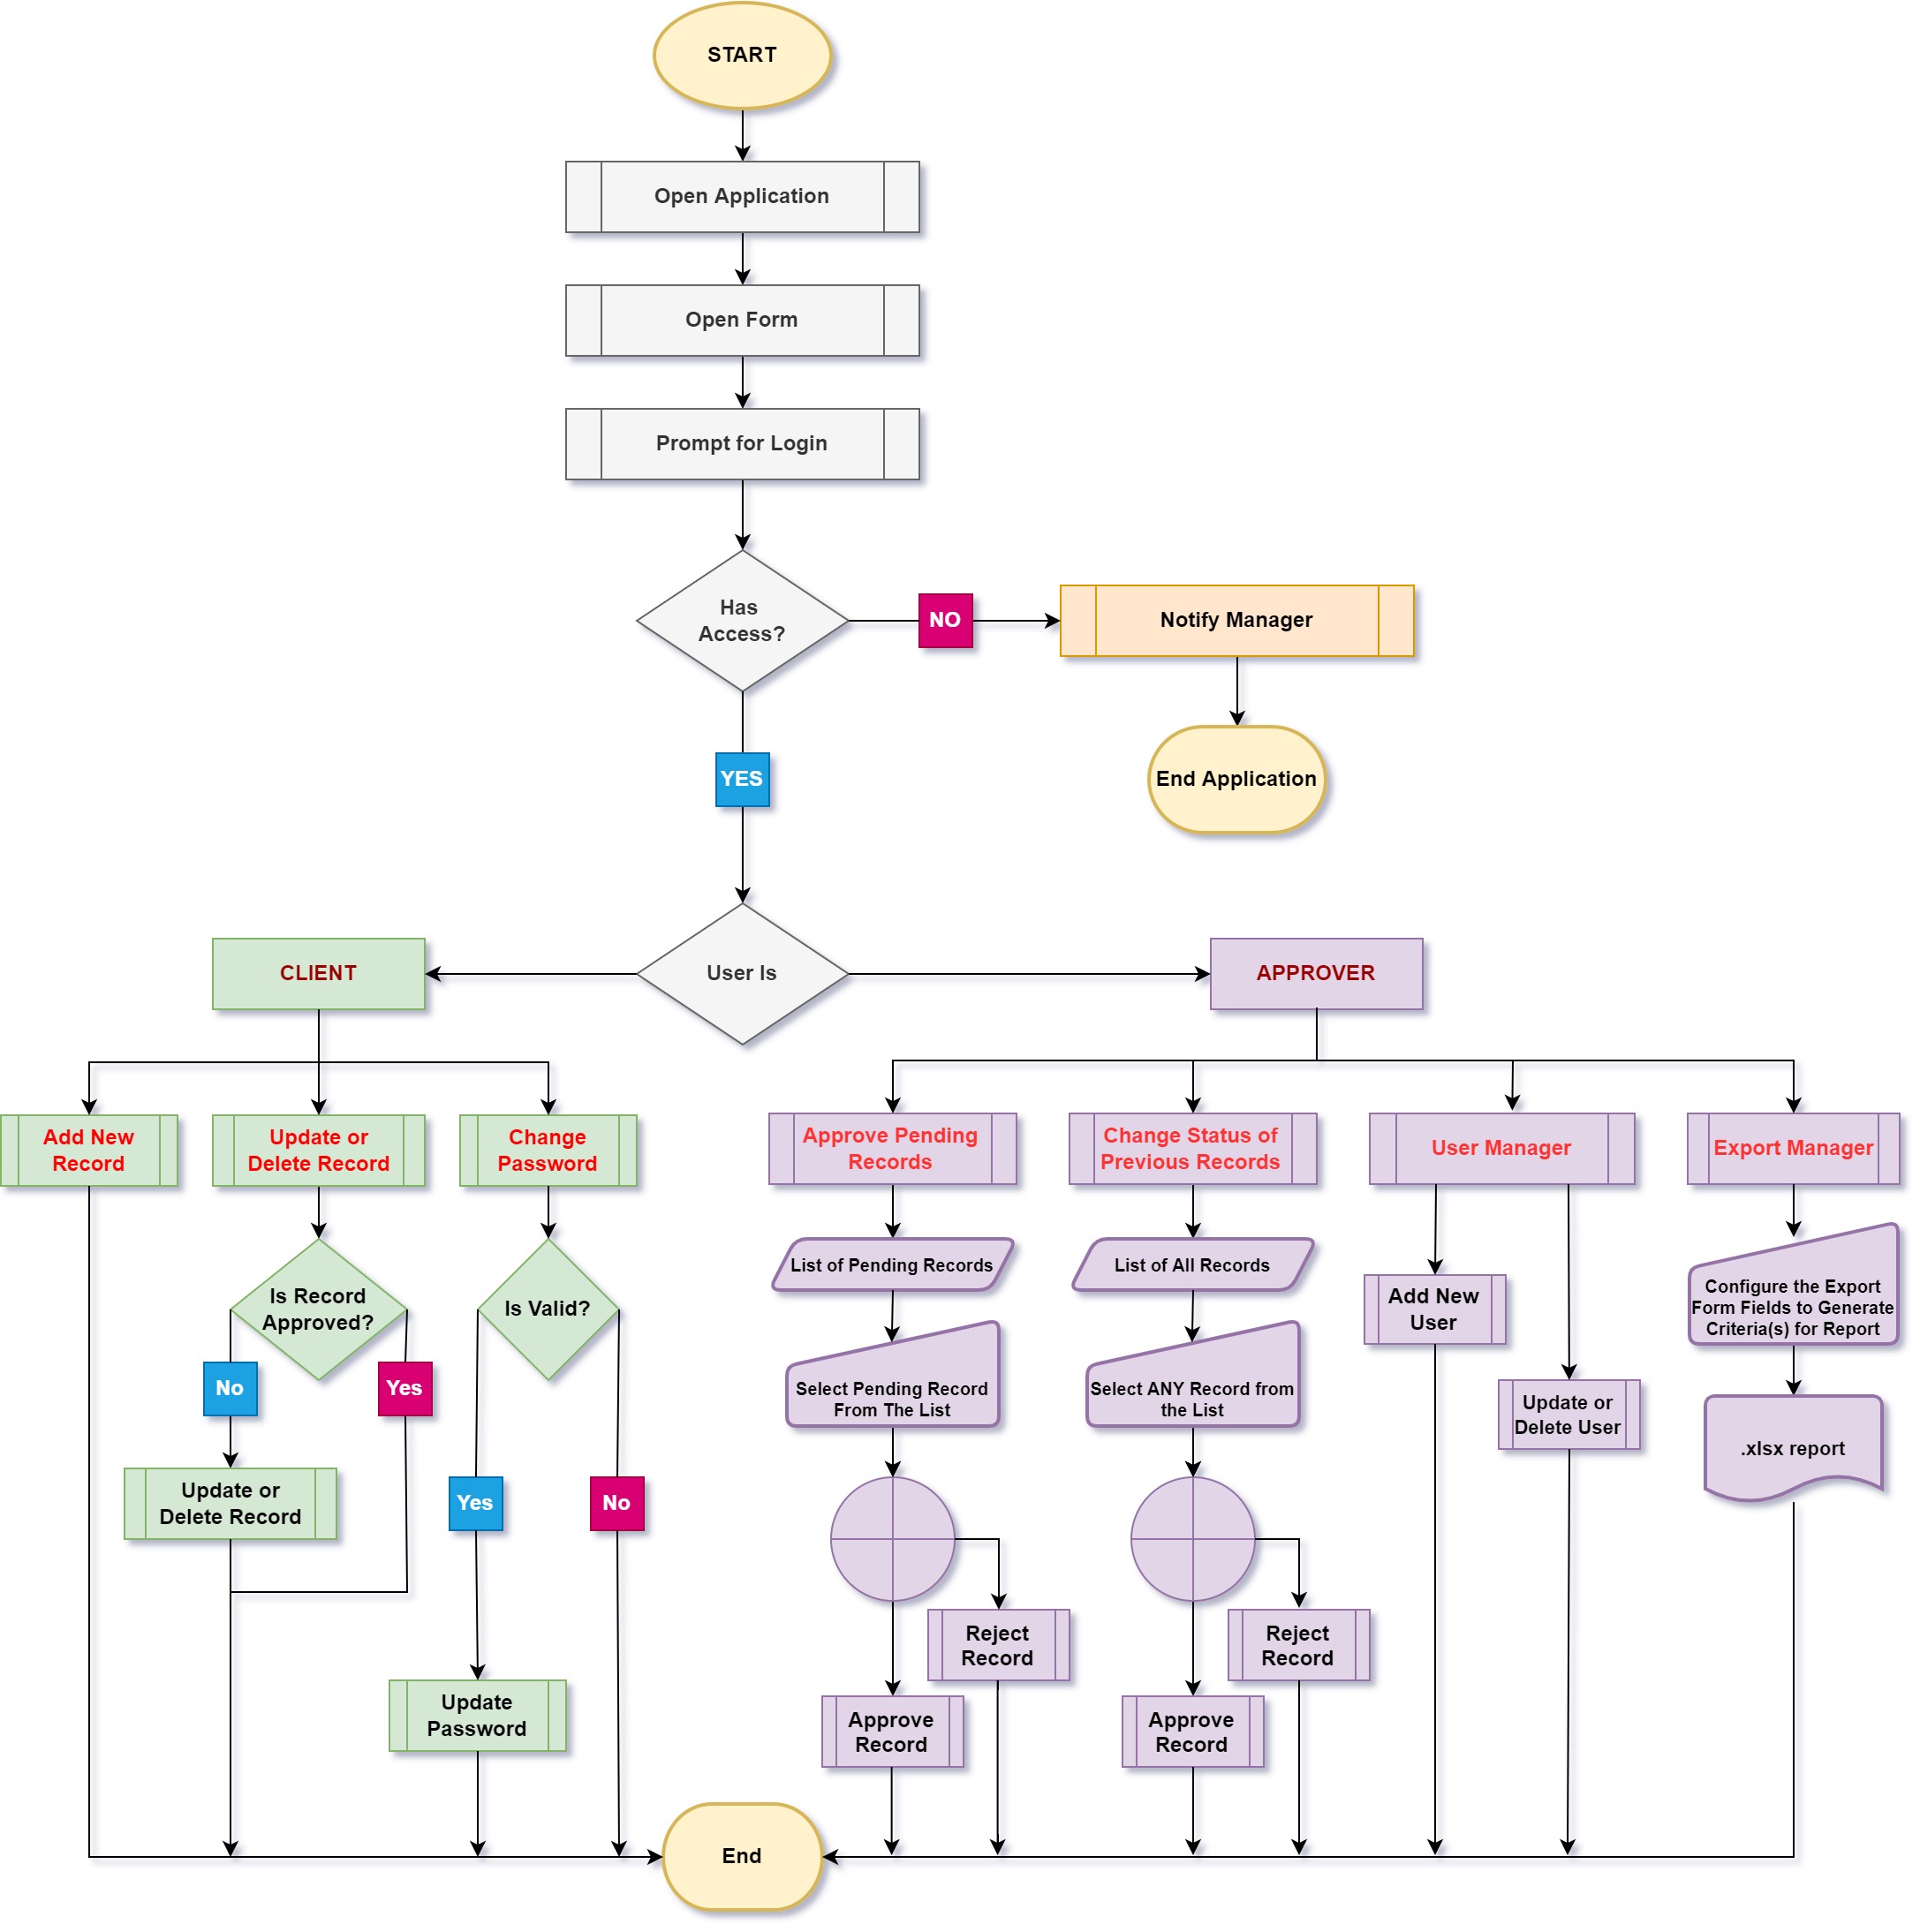 START
Open Application
Open Form
Prompt for Login
Has
Access?
NO
Notify Manager
YES
End Application
CLIENT
User Is
APPROVER
Add New
Record
Update or
Delete Record
Change
Password
Approve Pending
Records
Change Status of
Previous Records
User Manager
Export Manager
Is Record
Approved?
Is Valid?
List of Pending Records
List of All Records
Add New
User
Configure the Export
Form Fields to Generate
Criteria(s) for Report
No
Yes
Select Pending Record
From The List
Select ANY Record from
the List
Update or
Delete User
.xlsx report
Update or
Delete Record
Yes
No
Reject
Record
Reject
Record
Update
Password
Approve
Record
Approve
Record
End